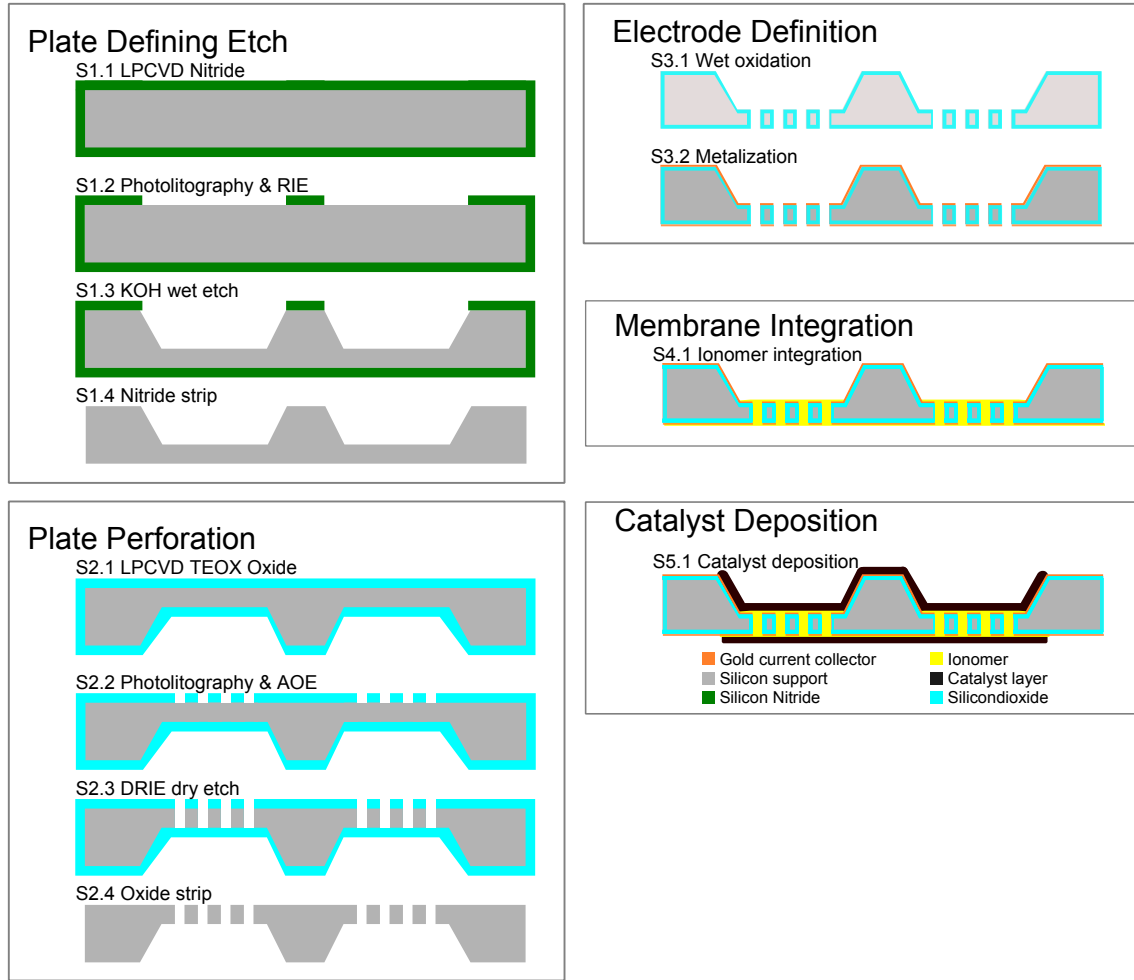 Plate Defining Etch
S1.1 LPCVD Nitride
S1.2 Photolitography & RIE
S1.3 KOH wet etch
S1.4 Nitride strip
Plate Perforation
S2.1 LPCVD TEOX Oxide
S2.2 Photolitography & AOE
S2.3 DRIE dry etch
S2.4 Oxide strip
Electrode Definition
S3.1 Wet oxidation
S3.2 Metalization
Membrane Integration
S4.1 Ionomer integration
Catalyst Deposition
S5.1 Catalyst deposition
Gold current collector
Silicon support
Silicon Nitride
Ionomer
Catalyst layer
Silicondioxide